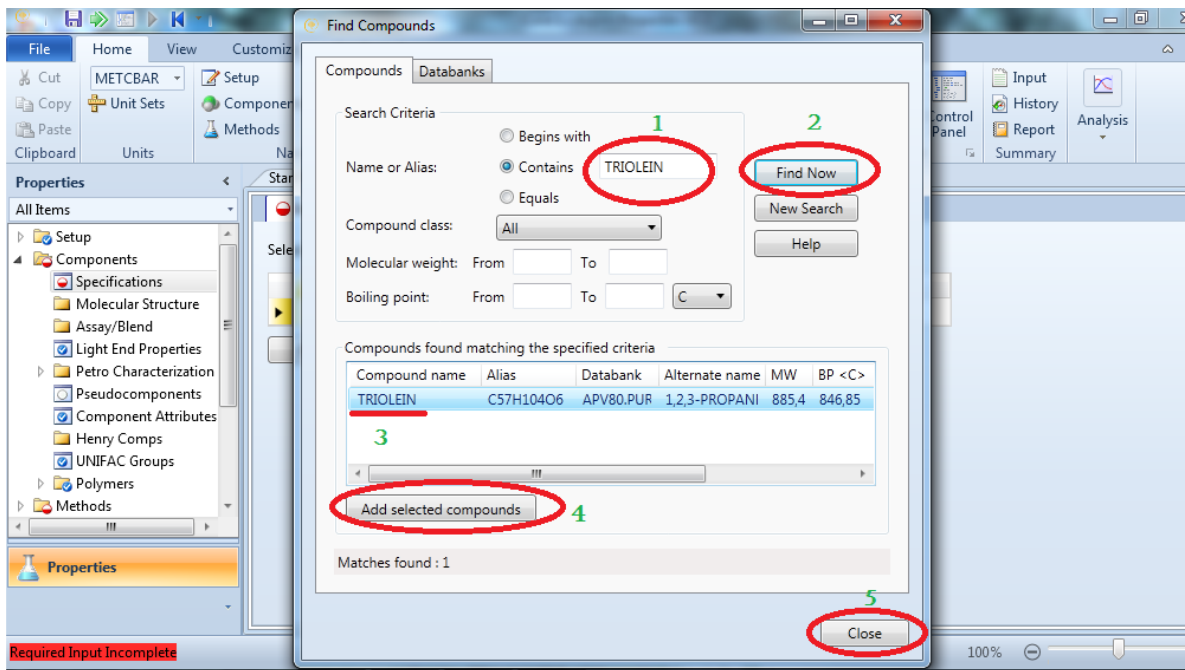 Find Compounds
File Home View Customiz
Cut METCBAR Setup
Copy Unit Sets Componen
Paste Methods
Clipboard Units Na
Control Panel
Input
History
Report
Analysis
Summary
Properties
All Items
Setup
Components
Specifications
Molecular Structure
Assay/Blend
Light End Properties
Petro Characterization
Pseudocomponents
Component Attributes
Henry Comps
UNIFAC Groups
Polymers
Methods
Properties
Required Input Incomplete
Star
Sele
Compounds Databanks
Search Criteria
1
2
Begins with
Name or Alias: Contains TRIOLEIN Find Now
Equals New Search
Compound class: All
Help
Molecular weight: From To
Boiling point: From To C
Compounds found matching the specified criteria
Compound name Alias Databank Alternate name MW BP <C>
TRIOLEIN C57H104O6 APV80.PUR 1,2,3-PROPANI 885,4 846,85
3
Add selected compounds 4
Matches found : 1
5
Close
100%